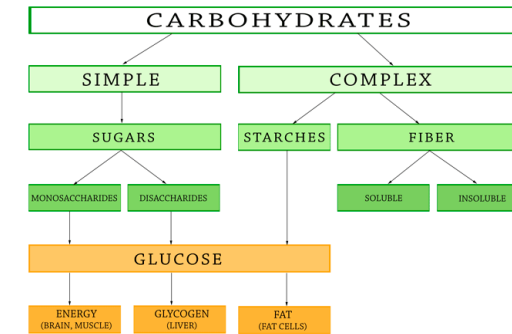 CARBOHYDRATES
SIMPLE
COMPLEX
SUGARS
STARCHES
FIBER
MONOSACCHARIDES
DISACCHARIDES
SOLUBLE
INSOLUBLE
GLUCOSE
ENERGY
(BRAIN, MUSCLE)
GLYCOGEN
(LIVER)
FAT
(FAT CELLS)